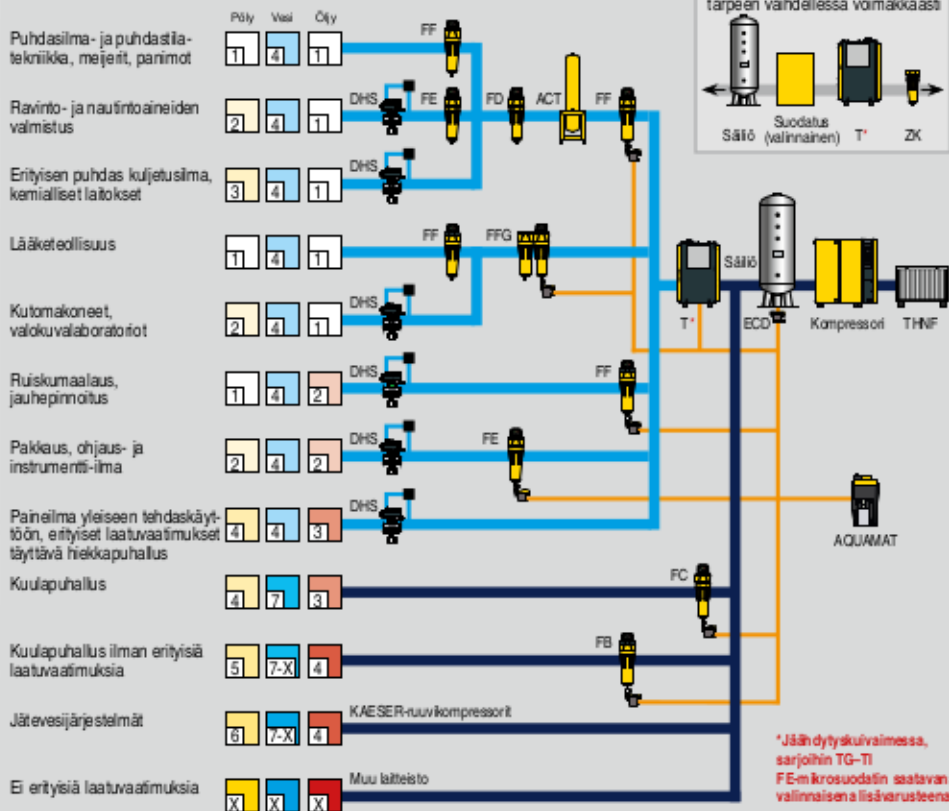 tarpeen vaihdellessa voimakkaasti
Säiliö
Suodatus
(valinnainen)
T*
ZK
Pöly
Vesi
Öljy
Puhdasilma- ja puhdastila-
tekniikka, meijerit, panimot
1
4
1
FF
Ravinto- ja nautintoaineiden
valmistus
2
4
1
DHS
FE
FD
ACT
FF
Erityisen puhdas kuljetusilma,
kemialliset laitokset
3
4
1
DHS
Lääketeollisuus
1
4
1
FF
FFG
Kutomakoneet,
valokuvalaboratoriot
2
4
1
DHS
T*
Säiliö
ECD
Kompressori
THNF
Ruiskumaalaus,
jauhepinnoitus
1
4
2
DHS
FF
Pakkaus, ohjaus- ja
instrumentti-ilma
2
4
2
DHS
FE
Paineilma yleiseen tehdaskäyt-
töön, erityiset laatuvaatimukset
täyttävä hiekkapuhallus
4
4
3
DHS
AQUAMAT
Kuulapuhallus
4
7
3
FC
Kuulapuhallus ilman erityisiä
laatuvaatimuksia
5
7-X
4
FB
Jätevesijärjestelmät
6
7-X
4
KAESER-ruuvikompressorit
Ei erityisiä laatuvaatimuksia
X
X
X
Muu laitteisto
*Jäähdytyskuivaimessa,
sarjoihin TG–TI
FE-mikrosuodatin saatavan
valinnaisena lisävarusteena